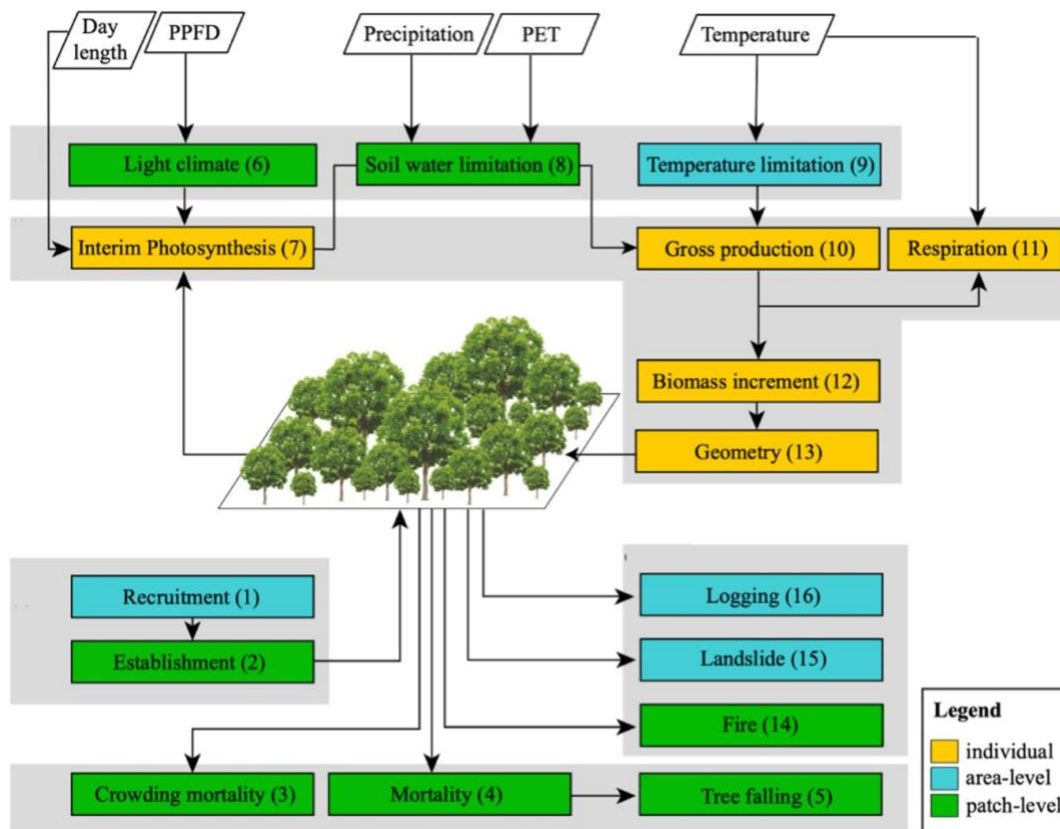 Day
length
PPFD
Precipitation
PET
Temperature
Light climate (6)
Soil water limitation (8)
Temperature limitation (9)
Interim Photosynthesis (7)
Gross production (10)
Respiration (11)
Biomass increment (12)
Geometry (13)
Recruitment (1)
Establishment (2)
Logging (16)
Landslide (15)
Fire (14)
Crowding mortality (3)
Mortality (4)
Tree falling (5)
Legend
individual
area-level
patch-level